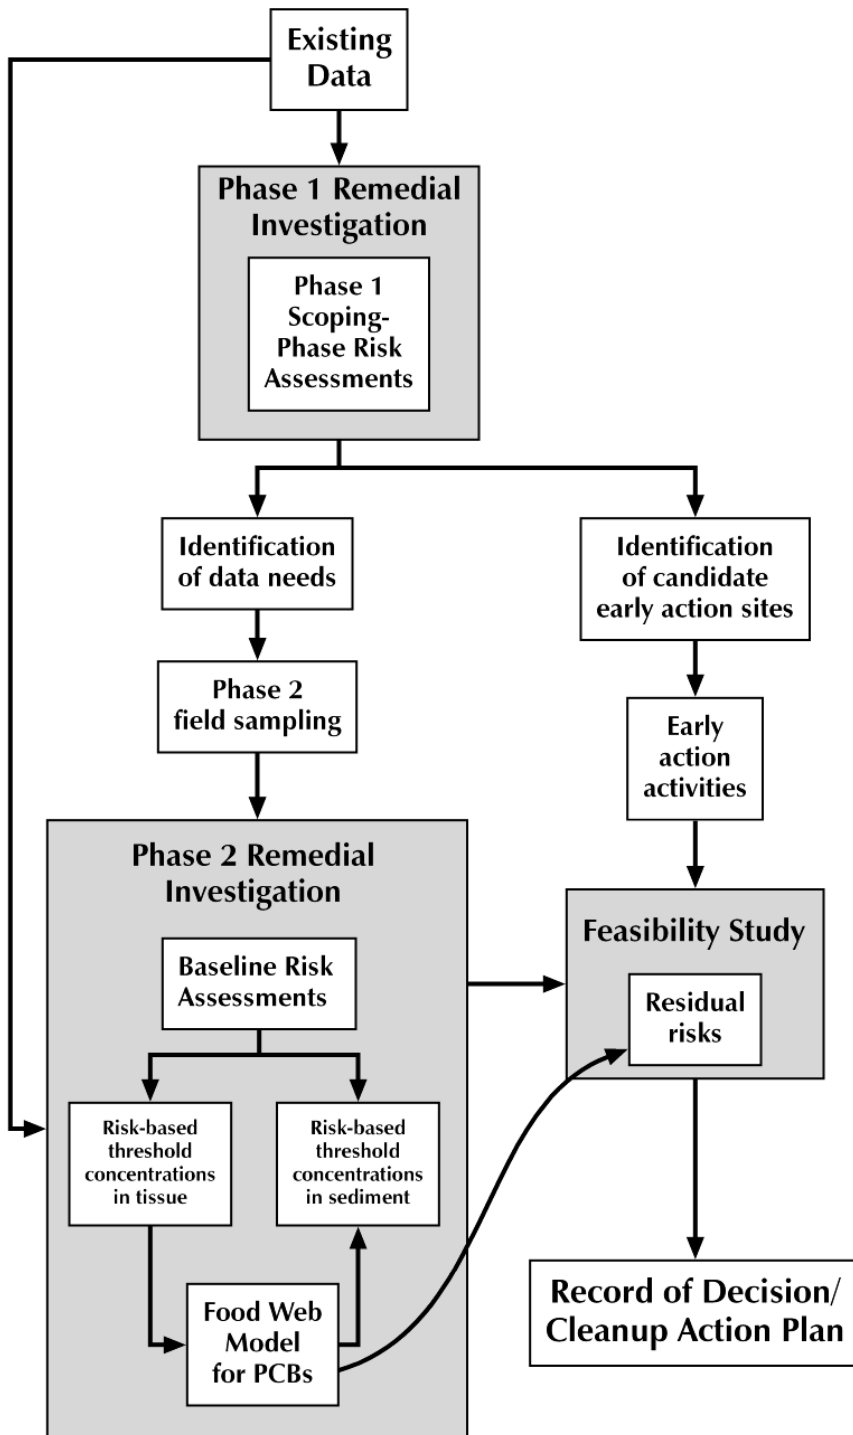 Existing
Data
Phase 1 Remedial
Investigation
Phase 1
Scoping-
Phase Risk
Assessments
Identification
of data needs
Identification
of candidate
early action sites
Phase 2
field sampling
Early
action
activities
Phase 2 Remedial
Investigation
Baseline Risk
Assessments
Risk-based
threshold
concentrations
in tissue
Risk-based
threshold
concentrations
in sediment
Food Web
Model
for PCBs
Feasibility Study
Residual
risks
Record of Decision/
Cleanup Action Plan